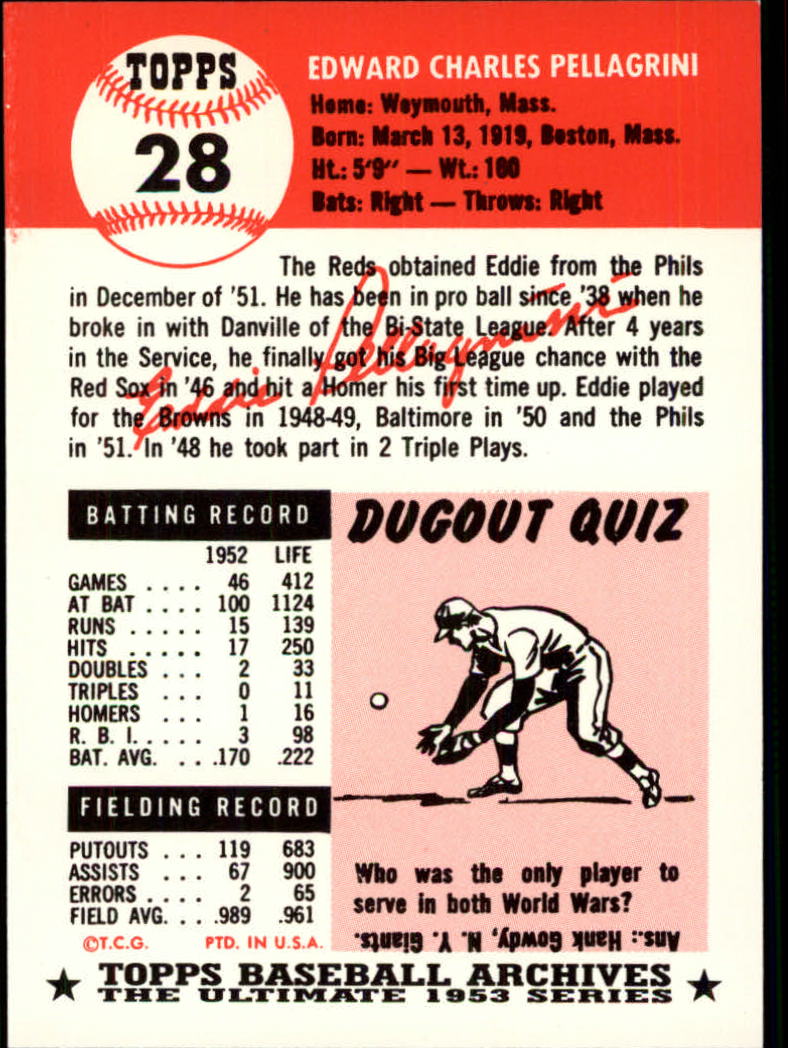 TOPPS
28
EDWARD CHARLES PELLAGRINI
Home: Weymouth, Mass.
Born: March 13, 1919, Boston, Mass.
Ht.: 5'9" — Wt.: 160
Bats: Right — Throws: Right
The Reds obtained Eddie from the Phils
in December of '51. He has been in pro ball since '38 when he
broke in with Danville of the Bi-State League. After 4 years
in the Service, he finally got his Big League chance with the
Red Sox in '46 and hit a Homer his first time up. Eddie played
for the Browns in 1948-49, Baltimore in '50 and the Phils
in '51. In '48 he took part in 2 Triple Plays.
Eddie Pellagrini
BATTING RECORD
1952 LIFE
GAMES .... 46 412
AT BAT .... 100 1124
RUNS ..... 15 139
HITS ..... 17 250
DOUBLES ... 2 33
TRIPLES ... 0 11
HOMERS ... 1 16
R. B. I. .... 3 98
BAT. AVG. ... .170 .222
FIELDING RECORD
PUTOUTS ... 119 683
ASSISTS ... 67 900
ERRORS .... 2 65
FIELD AVG. ... .989 .961
©T.C.G. PTD. IN U.S.A.
DUGOUT QUIZ
Who was the only player to
serve in both World Wars?
Ans.: Hank Gowdy, N. Y. Giants.
TOPPS BASEBALL ARCHIVES
THE ULTIMATE 1953 SERIES